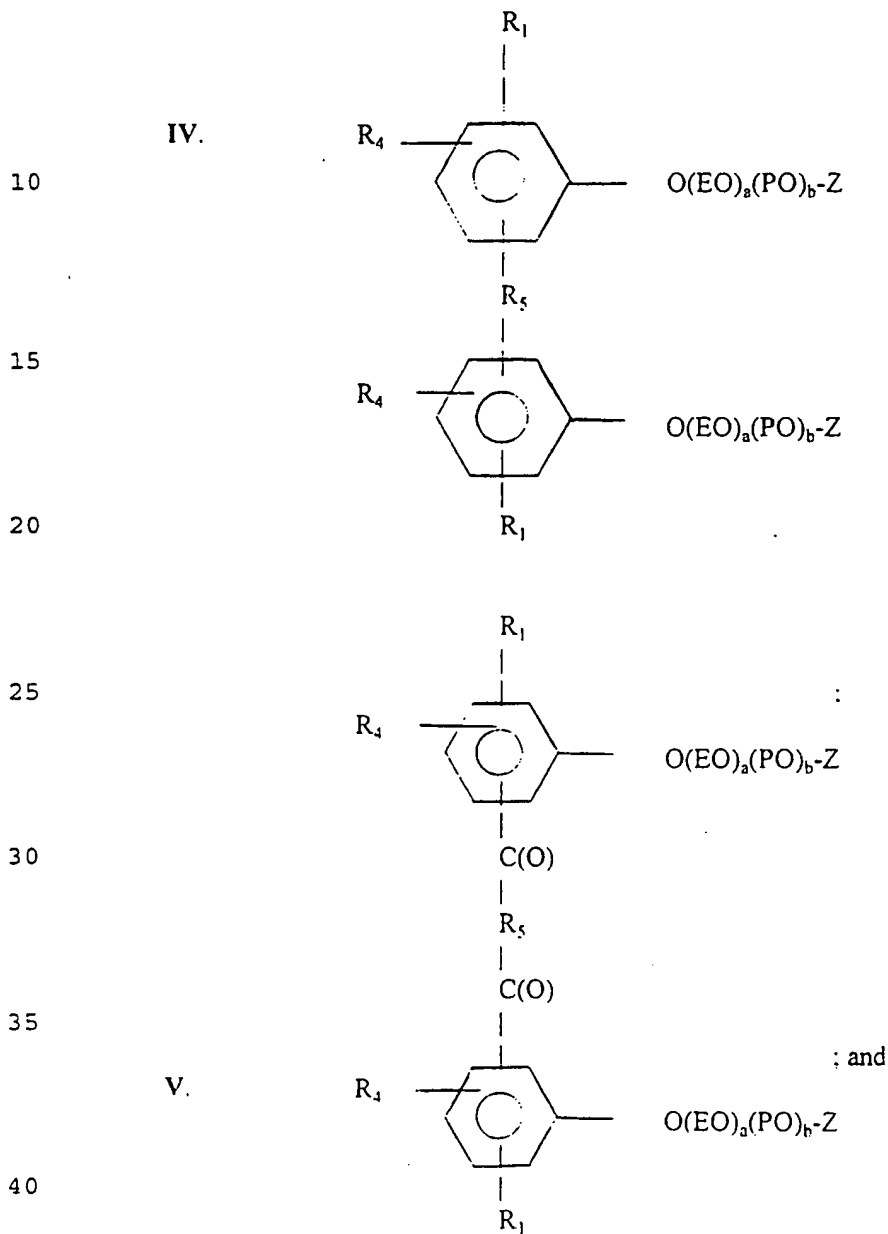 R₁
IV. R₄
10 O(EO)ₐ(PO)b-Z
R₅
15
R₄ O(EO)ₐ(PO)b-Z
20 R₁
R₁
25 ;
R₄ O(EO)ₐ(PO)b-Z
30 C(O)
R₅
C(O)
35
; and
V. R₄ O(EO)ₐ(PO)b-Z
40
R₁